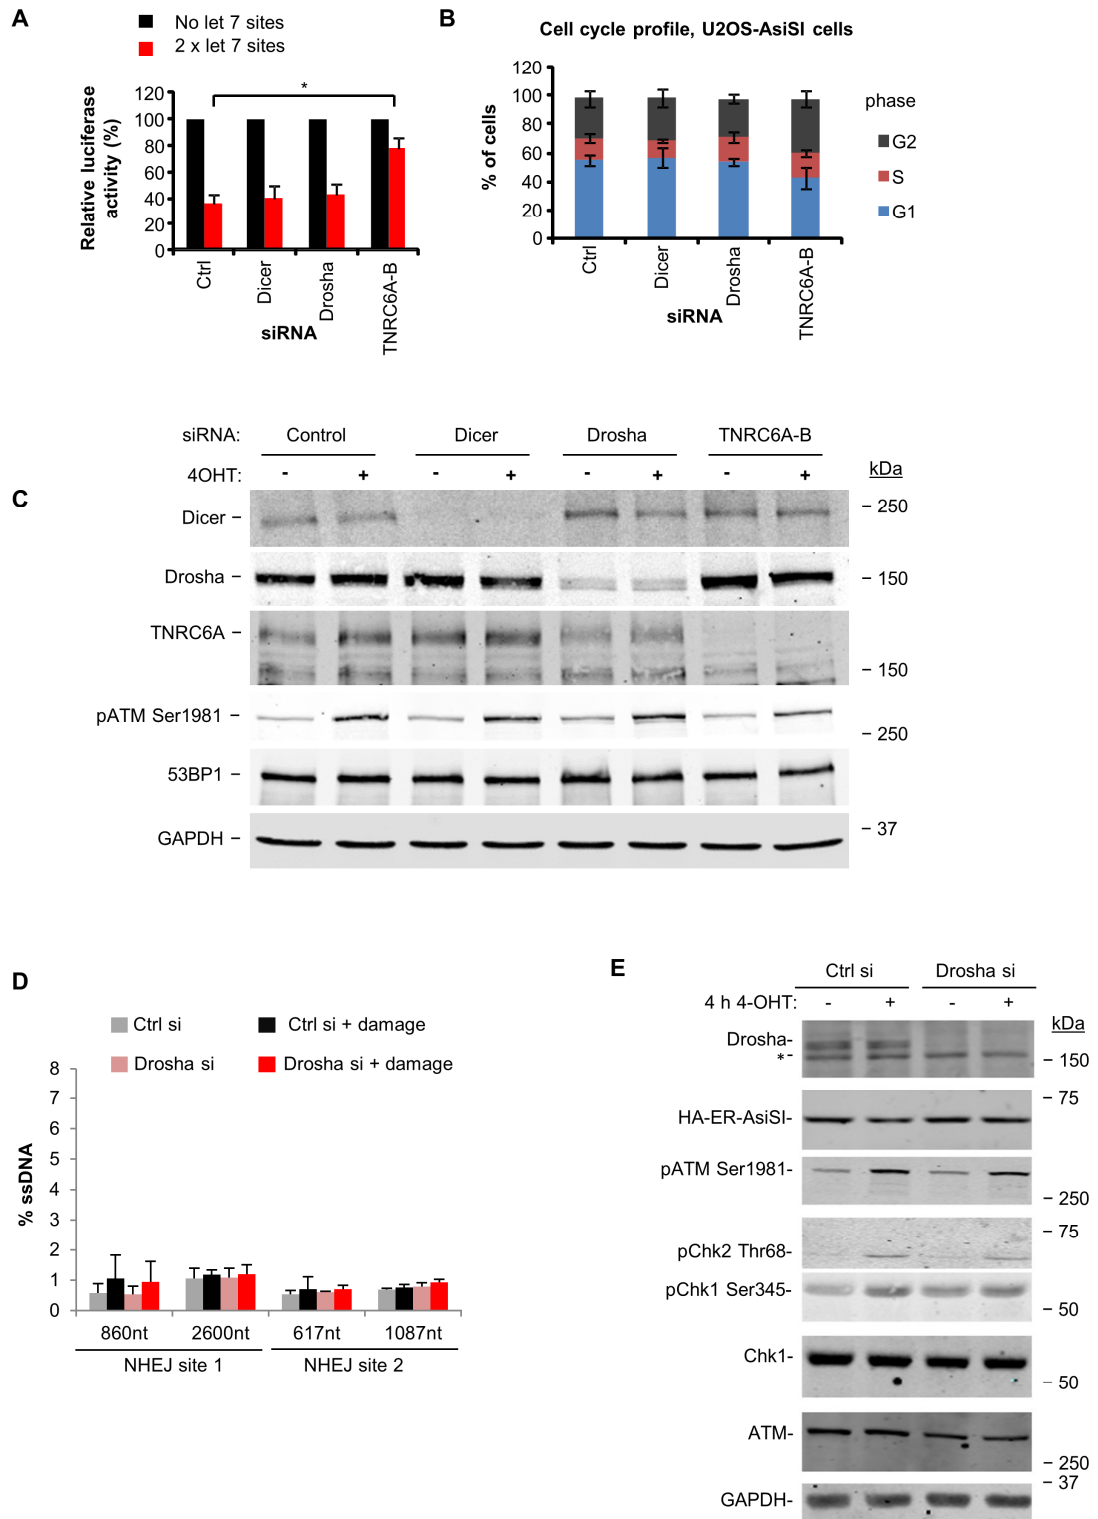 A
No let 7 sites
2 x let 7 sites
Relative luciferase
activity (%)
120
100
80
60
40
20
0
*
Ctrl
Dicer
Drosha
TNRC6A-B
siRNA
B
Cell cycle profile, U2OS-AsiSI cells
% of cells
120
100
80
60
40
20
0
phase
G2
S
G1
Ctrl
Dicer
Drosha
TNRC6A-B
siRNA
C
siRNA: Control Dicer Drosha TNRC6A-B
4OHT: - + - + - + - +
kDa
Dicer –
– 250
Drosha –
– 150
TNRC6A –
– 150
pATM Ser1981 –
– 250
53BP1 –
GAPDH –
– 37
D
Ctrl si
Ctrl si + damage
Drosha si
Drosha si + damage
% ssDNA
8
7
6
5
4
3
2
1
0
860nt 2600nt 617nt 1087nt
NHEJ site 1 NHEJ site 2
E
Ctrl si Drosha si
4 h 4-OHT: - + - +
kDa
Drosha-
*-
– 150
– 75
HA-ER-AsiSI-
pATM Ser1981-
– 250
– 75
pChk2 Thr68-
pChk1 Ser345-
– 50
Chk1-
– 50
ATM-
– 250
– 37
GAPDH-